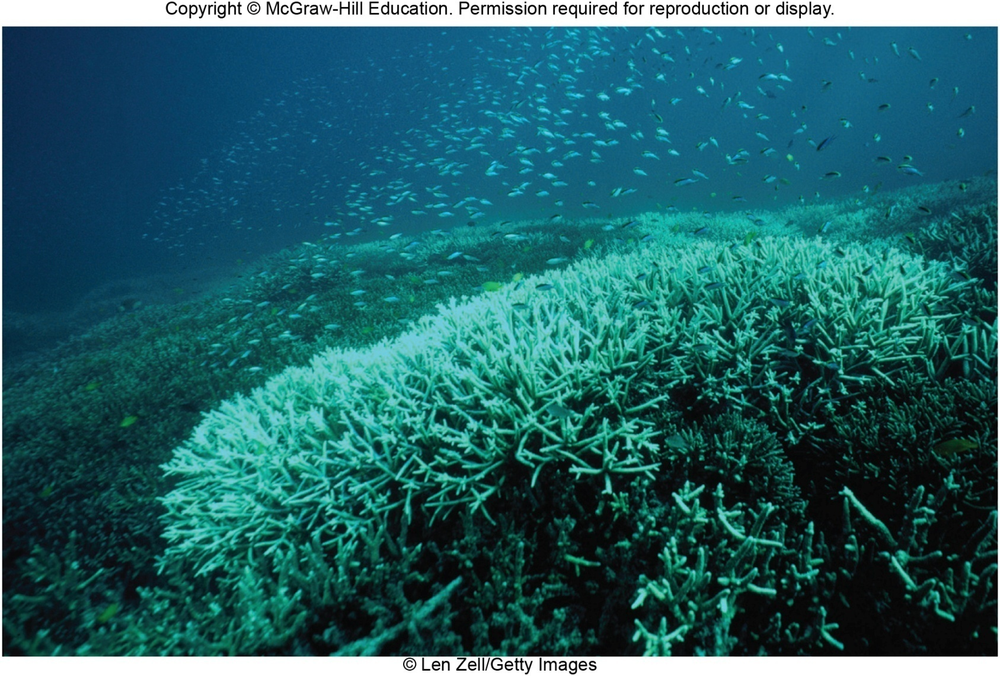 Copyright © McGraw-Hill Education. Permission required for reproduction or display.
© Len Zell/Getty Images